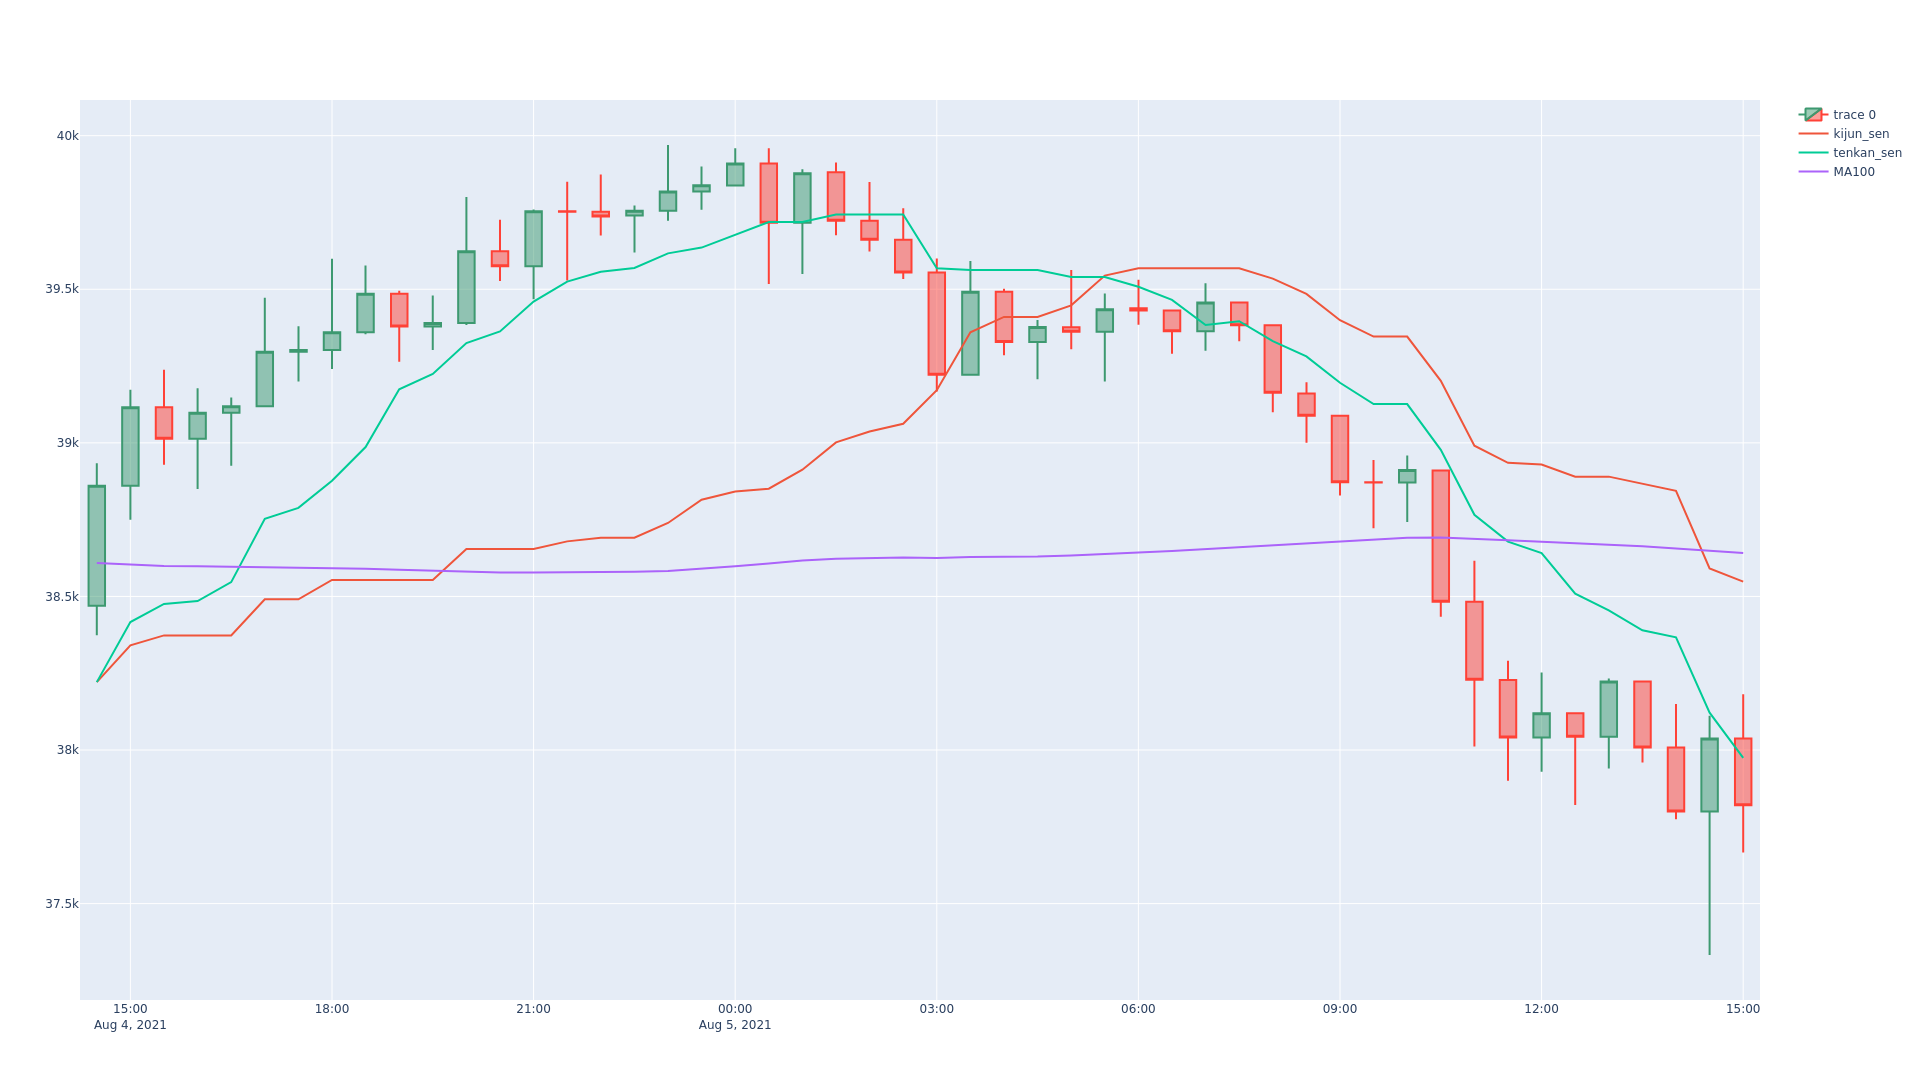 40k
39.5k
39k
38.5k
38k
37.5k
15:00
Aug 4, 2021
18:00
21:00
00:00
Aug 5, 2021
03:00
06:00
09:00
12:00
15:00
trace 0
kijun_sen
tenkan_sen
MA100